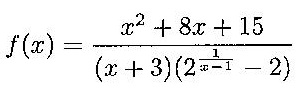 f(x) = \frac{x^2 + 8x + 15}{(x + 3)(2^{\frac{1}{x-1}} - 2)}